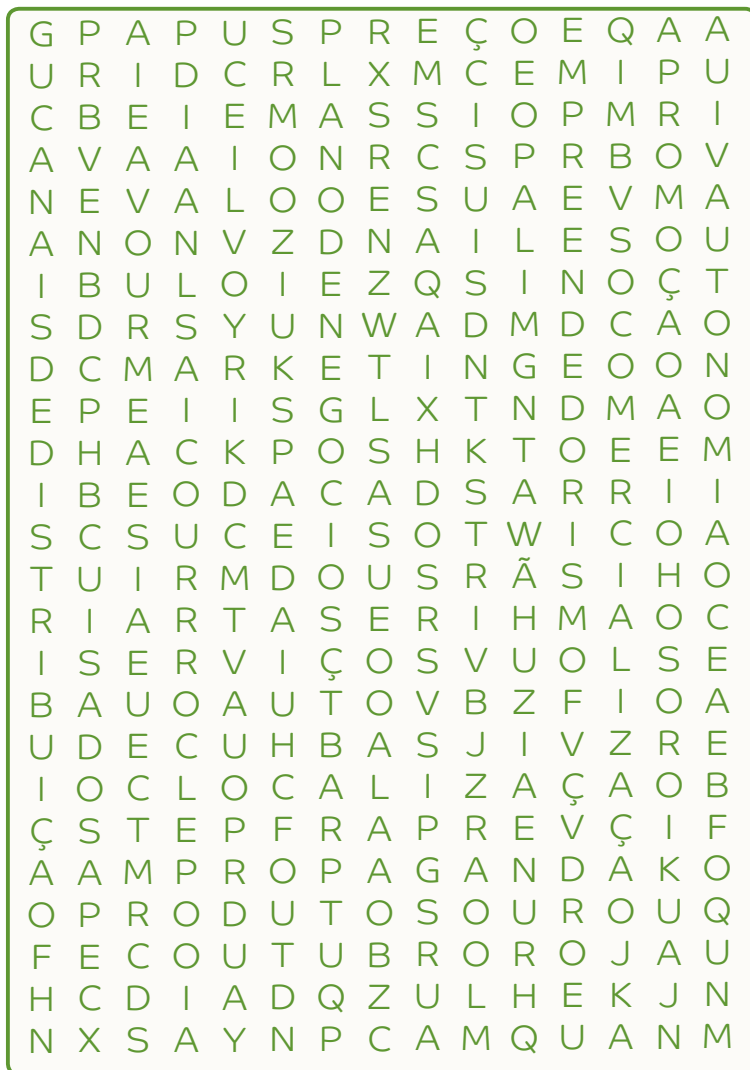 G P A P U S P R E Ç O E Q A A
U R I D C R L X M C E M I P U
C B E I E M A S S I O P M R I
A V A A I O N R C S P R B O V
N E V A L O O E S U A E V M A
A N O N V Z D N A I L E S O U
I B U L O I E Z Q S I N O Ç T
S D R S Y U N W A D M D C A O
D C M A R K E T I N G E O O N
E P E I I S G L X T N D M A O
D H A C K P O S H K T O E E M
I B E O D A C A D S A R R I I
S C S U C E I S O T W I C O A
T U I R M D O U S R Ã S I H O
R I A R T A S E R I H M A O C
I S E R V I Ç O S V U O L S E
B A U O A U T O V B Z F I O A
U D E C U H B A S J I V Z R E
I O C L O C A L I Z A Ç A O B
Ç S T E P F R A P R E V Ç I F
A A M P R O P A G A N D A K O
O P R O D U T O S O U R O U Q
F E C O U T U B R O R O J A U
H C D I A D Q Z U L H E K J N
N X S A Y N P C A M Q U A N M